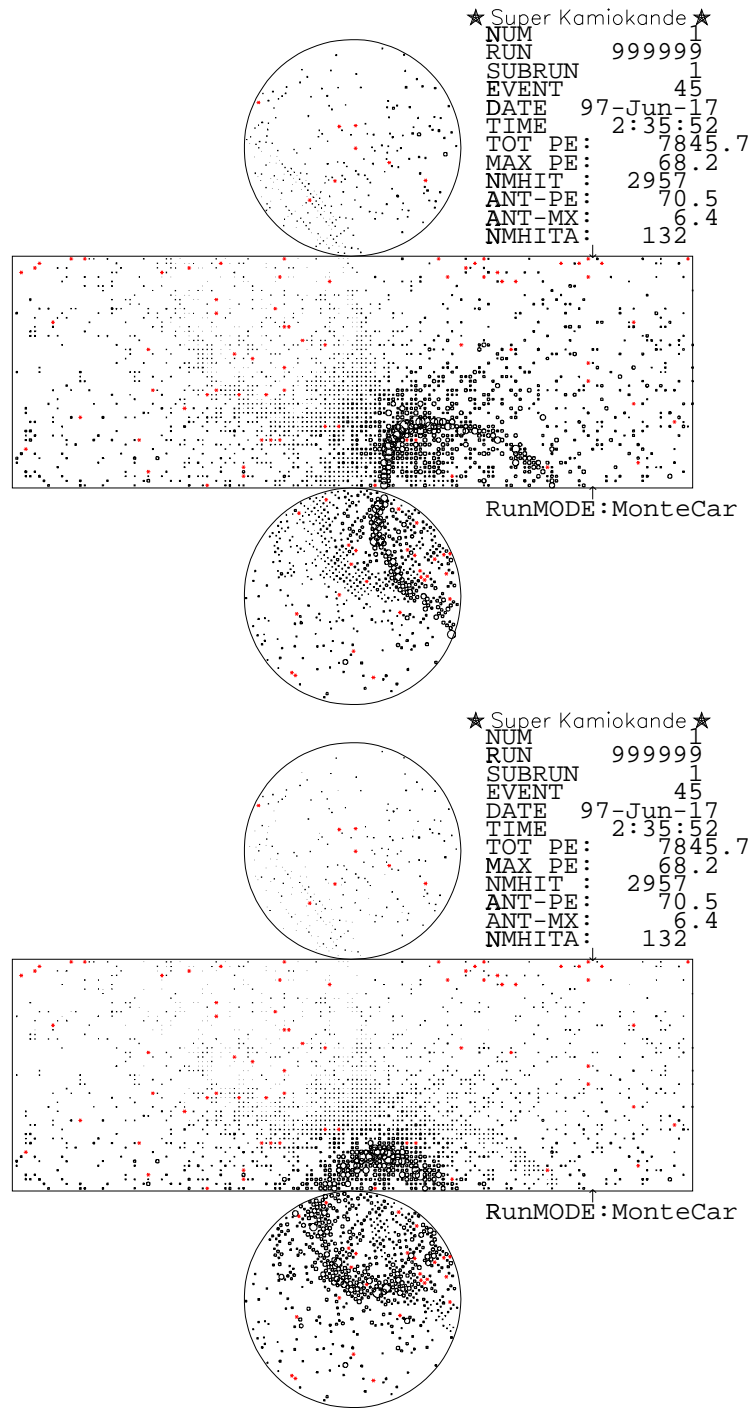 ★ Super Kamiokande ★
NUM 1
RUN 999999
SUBRUN 1
EVENT 45
DATE 97-Jun-17
TIME 2:35:52
TOT PE: 7845.7
MAX PE: 68.2
NMHIT : 2957
ANT-PE: 70.5
ANT-MX: 6.4
NMHITA: 132
RunMODE:MonteCar
★ Super Kamiokande ★
NUM 1
RUN 999999
SUBRUN 1
EVENT 45
DATE 97-Jun-17
TIME 2:35:52
TOT PE: 7845.7
MAX PE: 68.2
NMHIT : 2957
ANT-PE: 70.5
ANT-MX: 6.4
NMHITA: 132
RunMODE:MonteCar